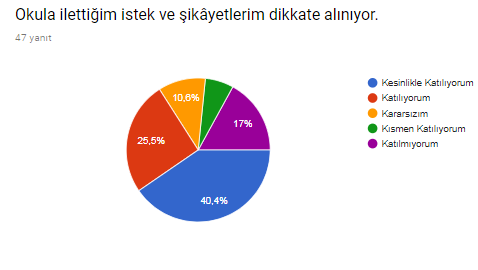 Okula ilettiğim istek ve şikâyetlerim dikkate alınıyor.
47 yanıt
10,6%
17%
25,5%
40,4%
Kesinlikle Katılıyorum
Katılıyorum
Kararsızım
Kısmen Katılıyorum
Katılmıyorum